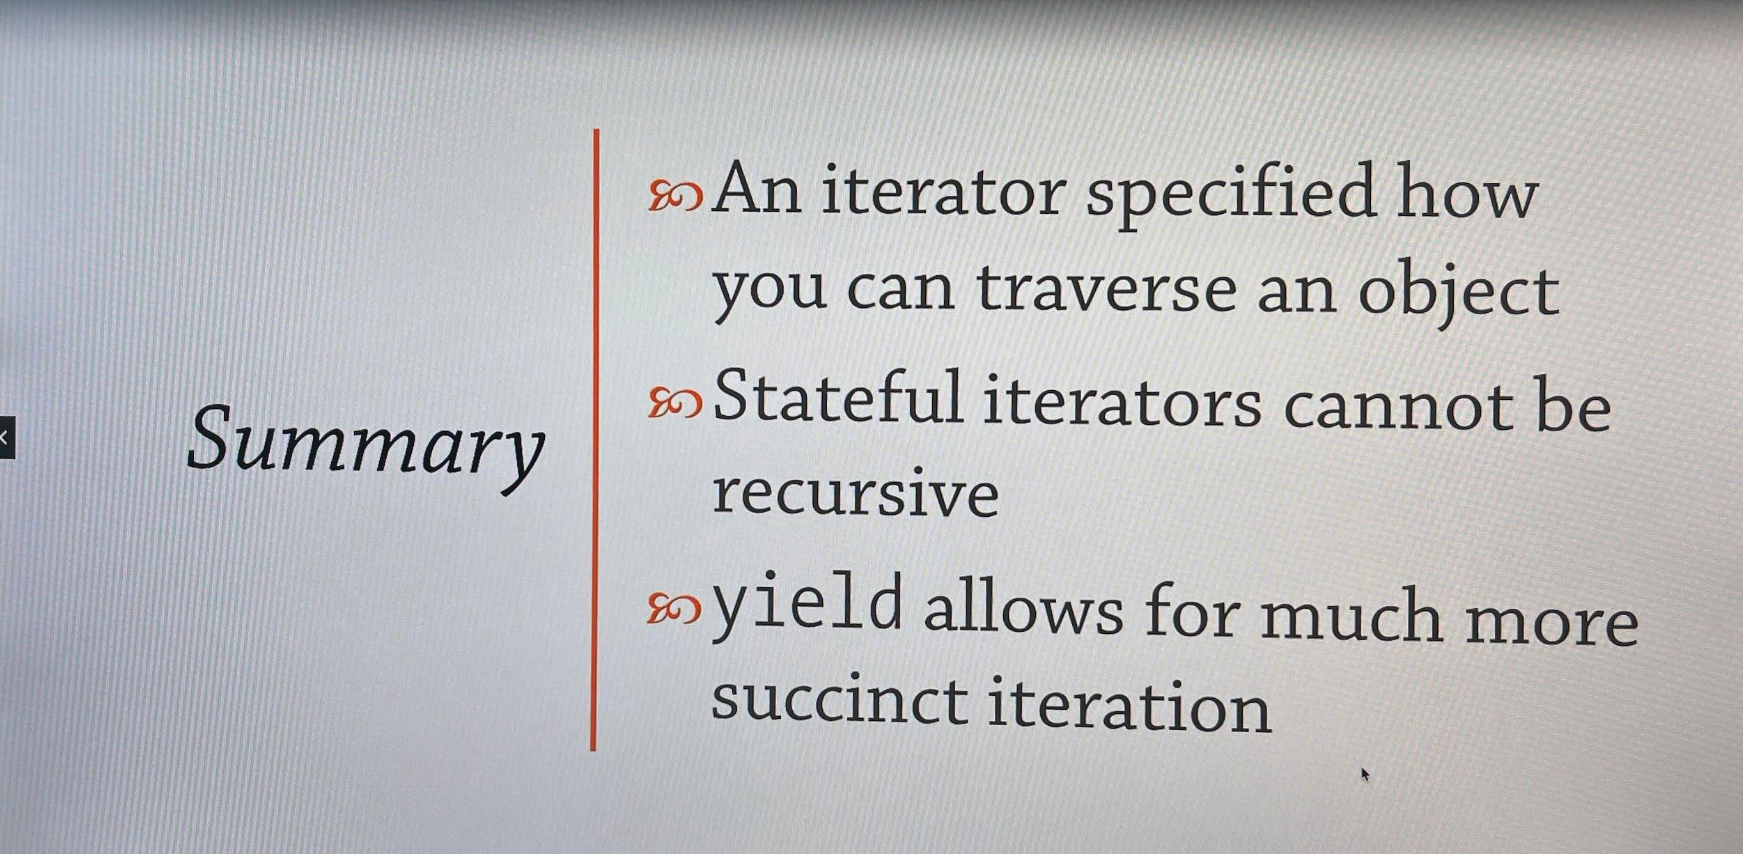 Summary
An iterator specified how
you can traverse an object
Stateful iterators cannot be
recursive
yield allows for much more
succinct iteration